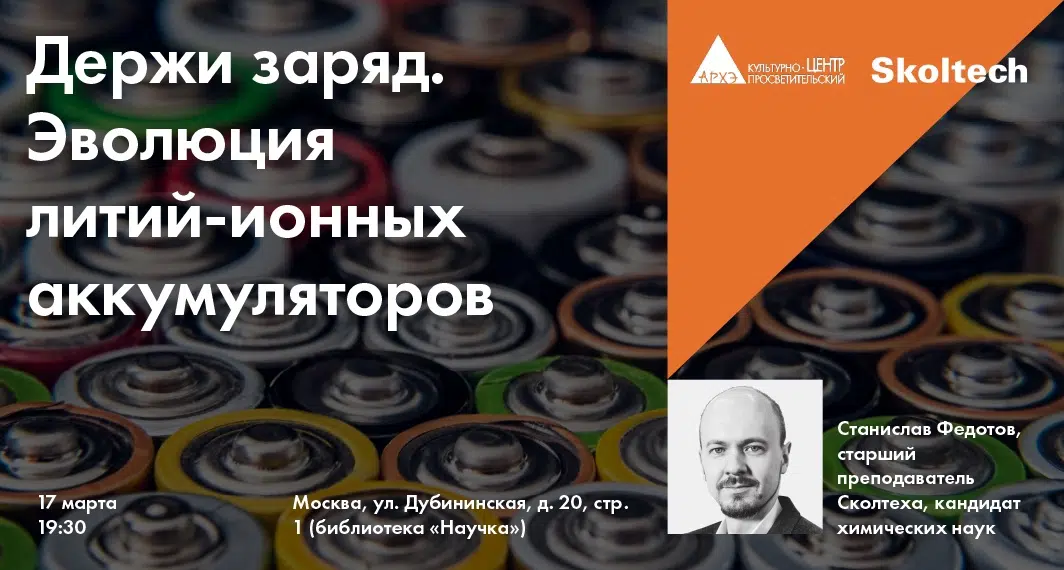 Держи заряд.
Эволюция
литий-ионных
аккумуляторов
АРХЭ
КУЛЬТУРНО-ЦЕНТР
ПРОСВЕТИТЕЛЬСКИЙ
Skoltech
17 марта
19:30
Москва, ул. Дубининская, д. 20, стр.
1 (библиотека «Научка»)
Станислав Федотов,
старший
преподаватель
Сколтеха, кандидат
химических наук